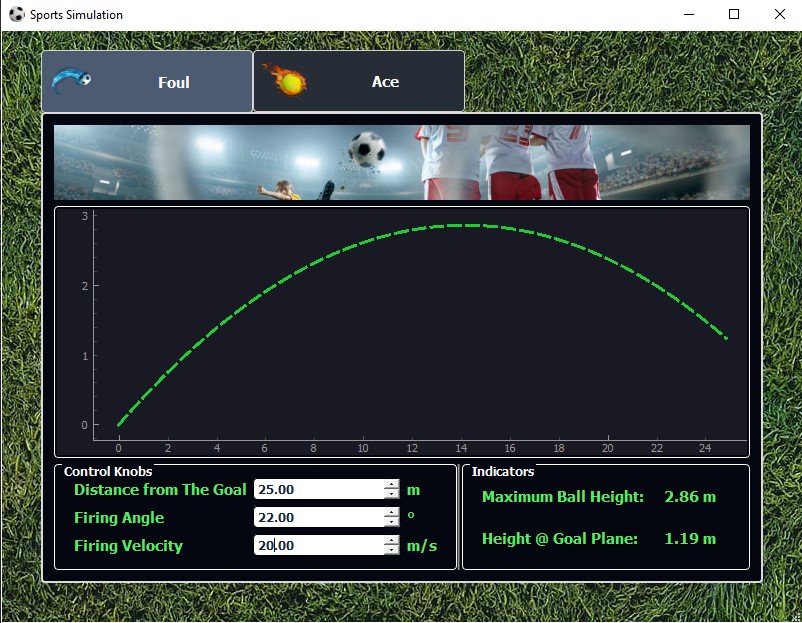 Sports Simulation
Foul
Ace
23
3
2
1
0
0 2 4 6 8 10 12 14 16 18 20 22 24
Control Knobs
Distance from The Goal 25.00 m
Firing Angle 22.00 º
Firing Velocity 20.00 m/s
Indicators
Maximum Ball Height: 2.86 m
Height @ Goal Plane: 1.19 m